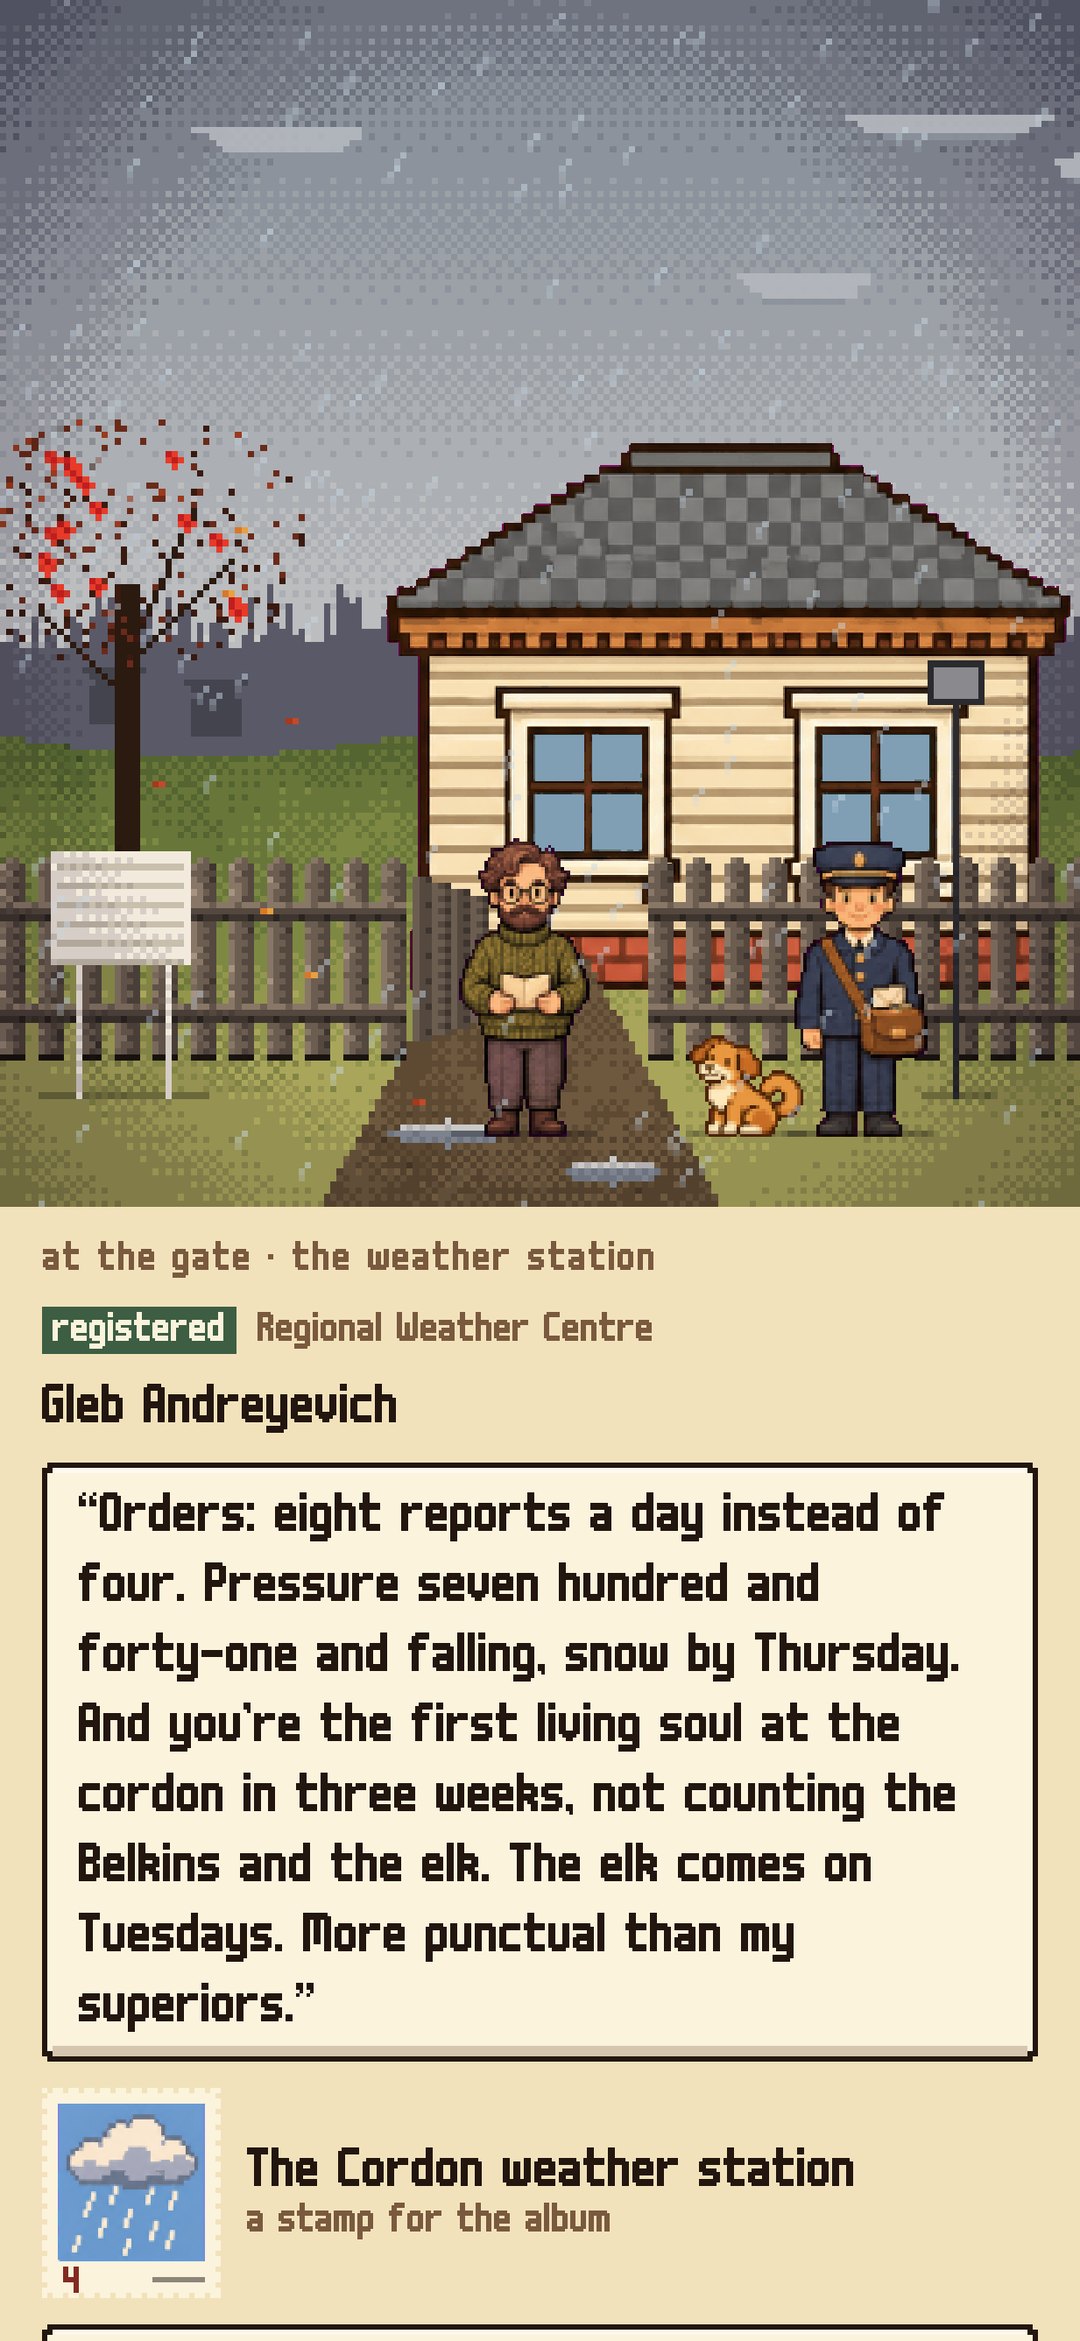 at the gate · the weather station
registered Regional Weather Centre
Gleb Andreyevich
“Orders: eight reports a day instead of
four. Pressure seven hundred and
forty-one and falling, snow by Thursday.
And you're the first living soul at the
cordon in three weeks, not counting the
Belkins and the elk. The elk comes on
Tuesdays. More punctual than my
superiors.”
The Cordon weather station
a stamp for the album
4